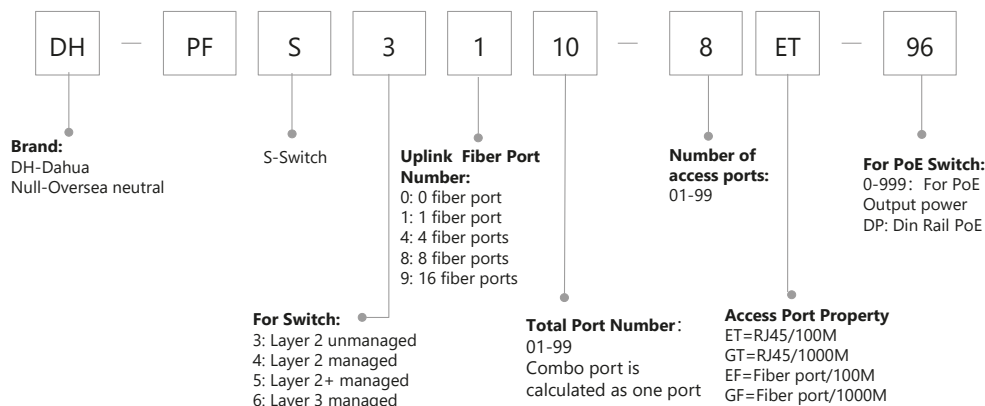 DH — PF S 3 1 10 — 8 ET — 96
Brand:
DH-Dahua
Null-Oversea neutral
S-Switch
Uplink Fiber Port
Number:
0: 0 fiber port
1: 1 fiber port
4: 4 fiber ports
8: 8 fiber ports
9: 16 fiber ports
Number of
access ports:
01-99
For PoE Switch:
0-999：For PoE
Output power
DP: Din Rail PoE
For Switch:
3: Layer 2 unmanaged
4: Layer 2 managed
5: Layer 2+ managed
6: Layer 3 managed
Total Port Number：
01-99
Combo port is
calculated as one port
Access Port Property
ET=RJ45/100M
GT=RJ45/1000M
EF=Fiber port/100M
GF=Fiber port/1000M